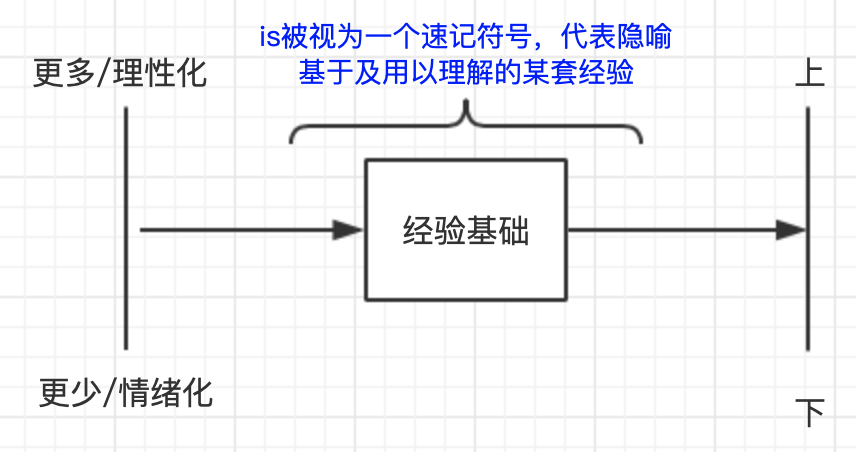 is被视为一个速记符号，代表隐喻
基于及用以理解的某套经验
更多/理性化
上
经验基础
更少/情绪化
下